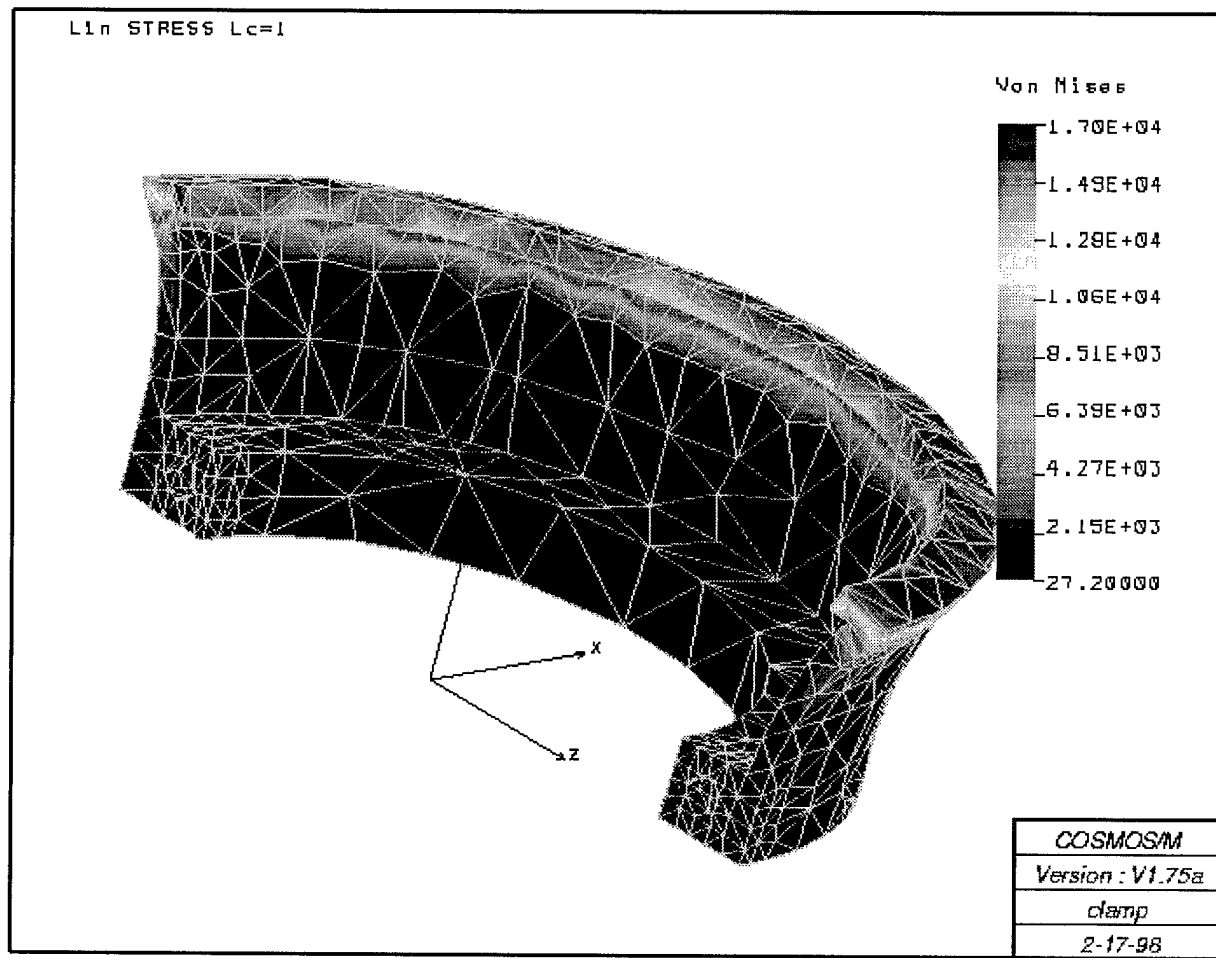 Lin STRESS Lc=1
Von Mises
1.70E+04
1.49E+04
1.28E+04
1.06E+04
8.51E+03
6.39E+03
4.27E+03
2.15E+03
27.20000
X
Z
COSMOS/M
Version : V1.75a
clamp
2-17-98